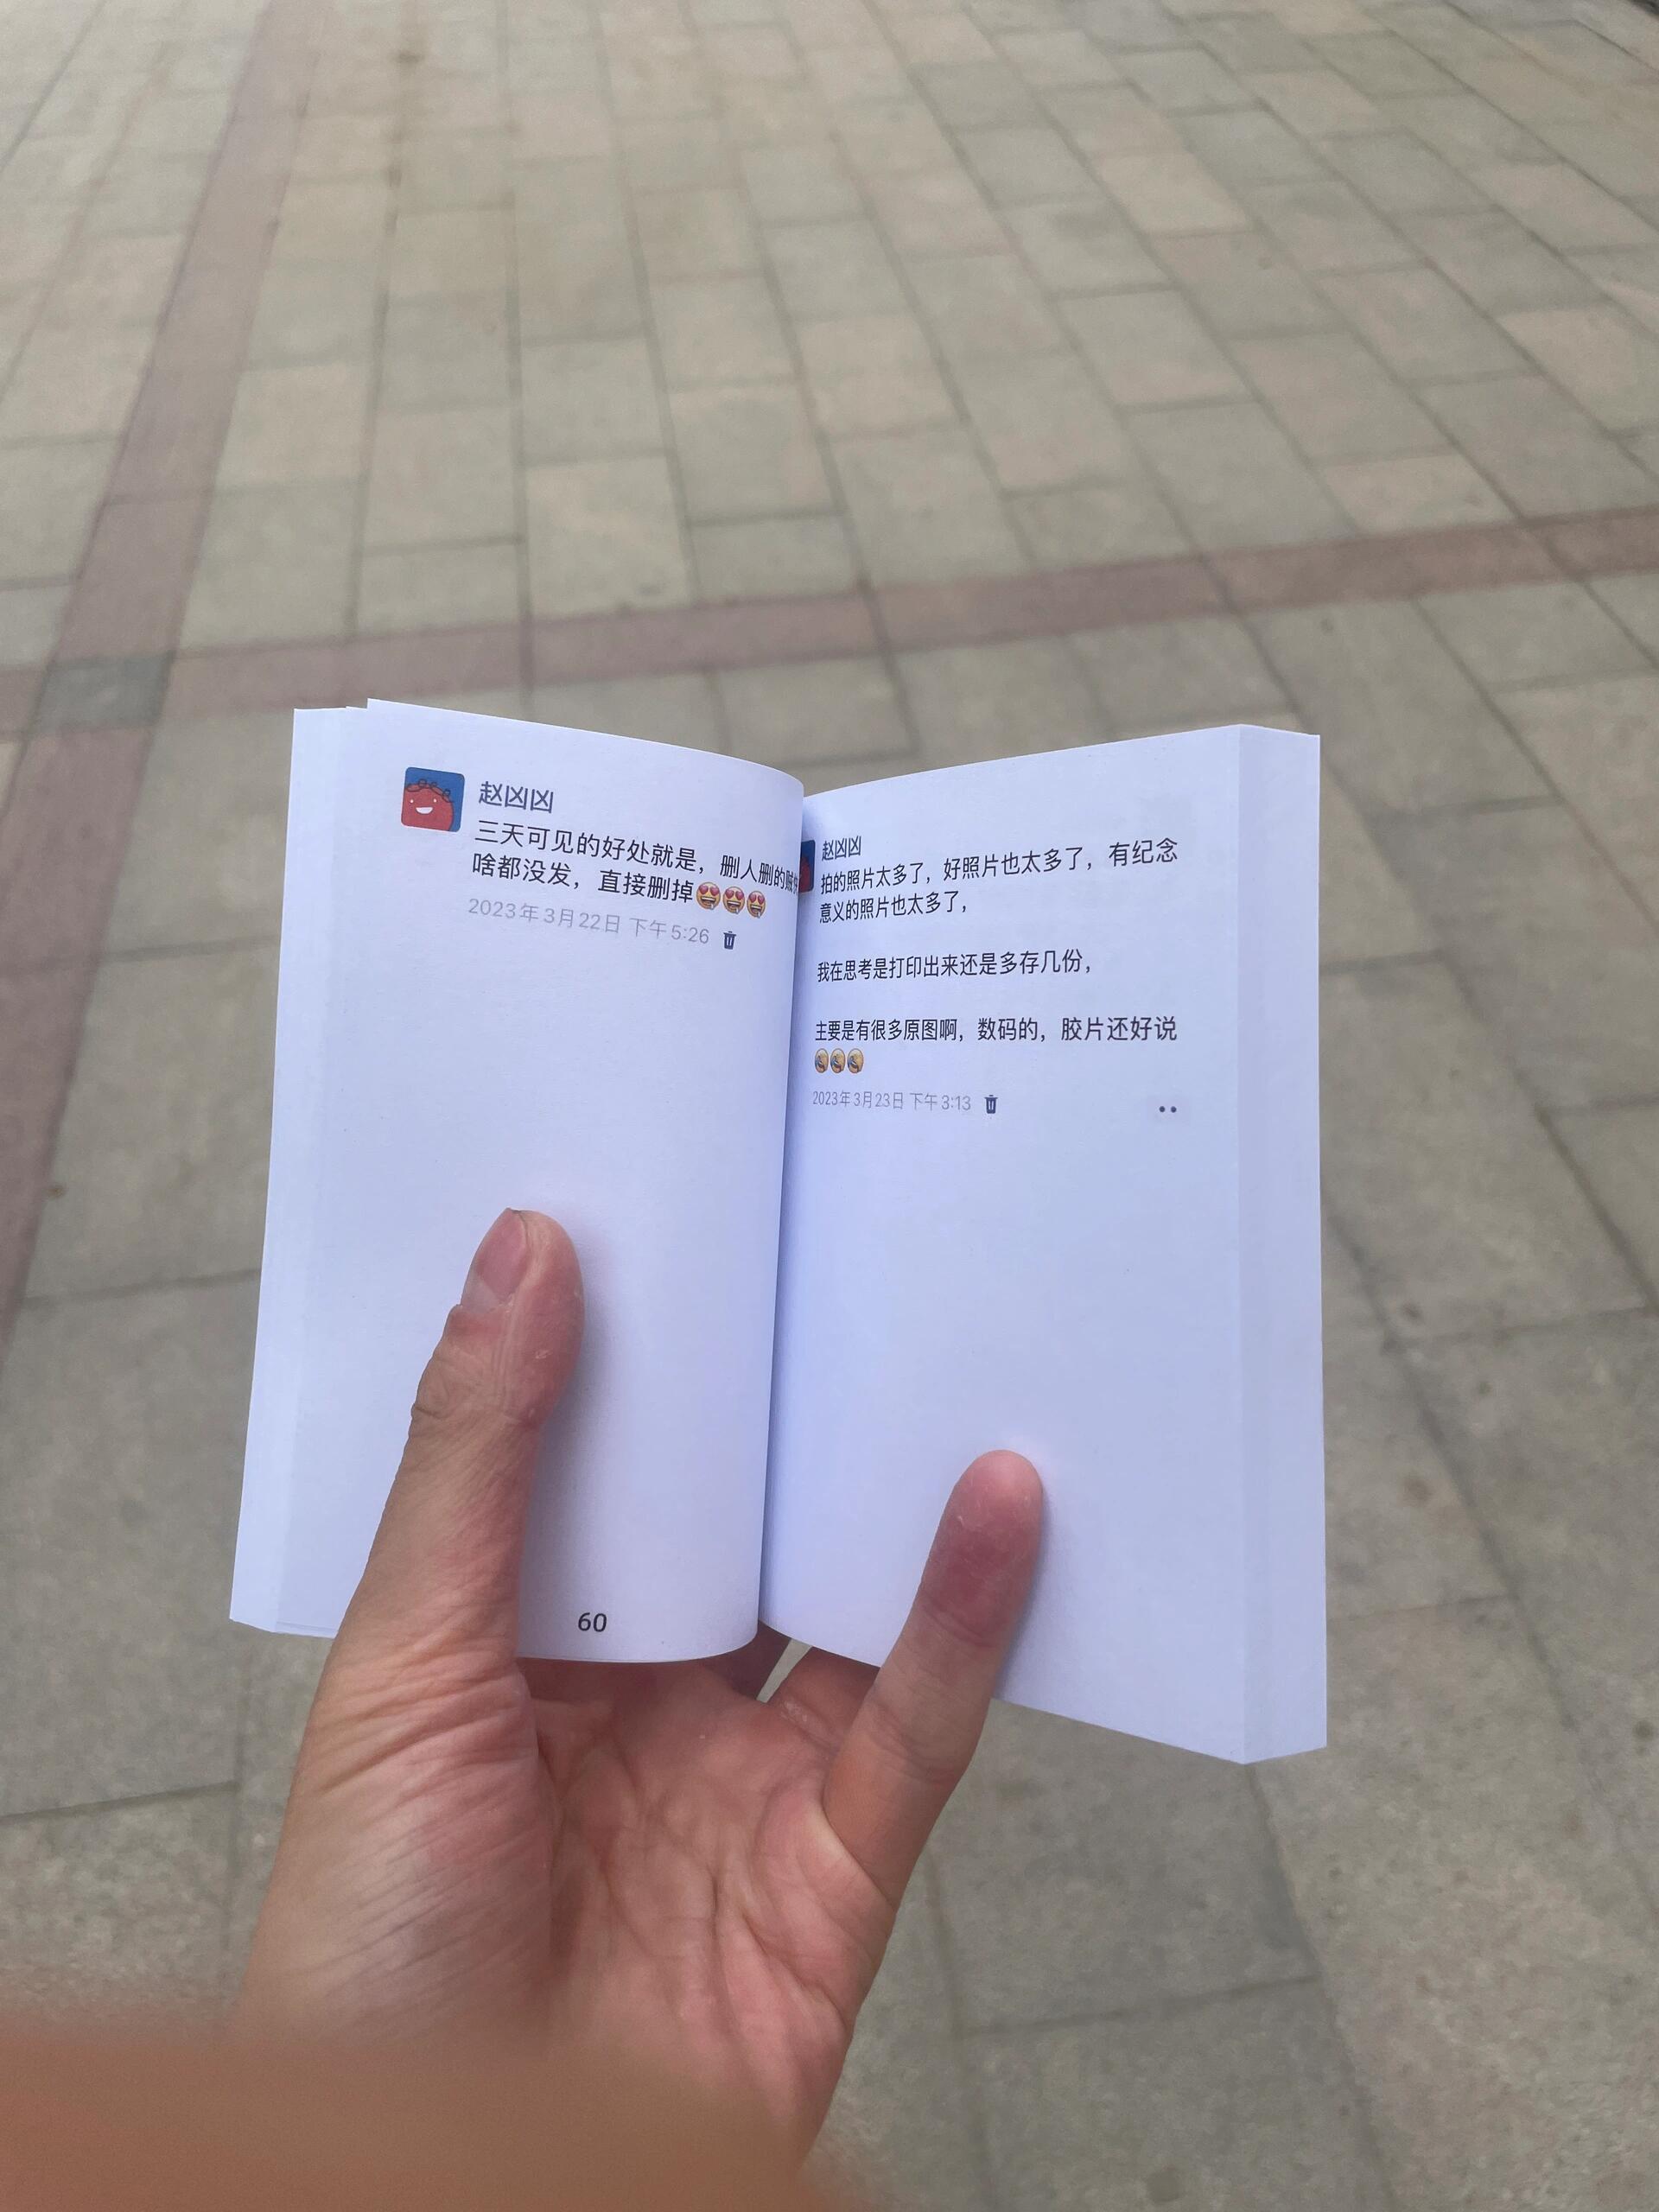 赵凶凶
三天可见的好处就是，删人删的贼
啥都没发，直接删掉😍😍😍
2023年3月22日 下午5:26
60
赵凶凶
拍的照片太多了，好照片也太多了，有纪念
意义的照片也太多了，
我在思考是打印出来还是多存几份，
主要是有很多原图啊，数码的，胶片还好说
2023年3月23日 下午3:13